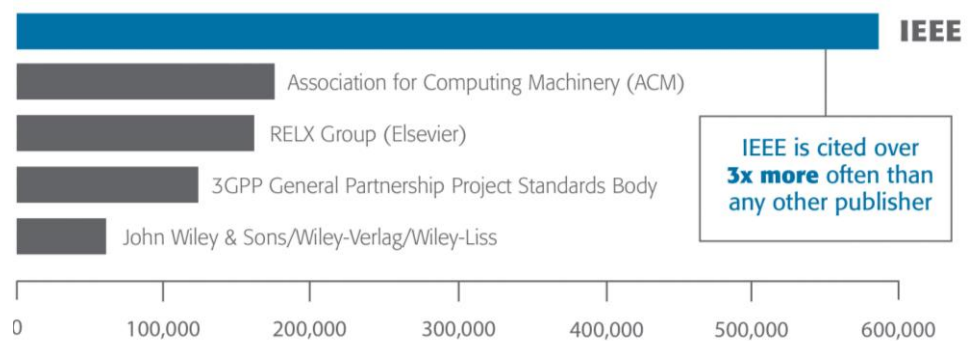 IEEE
Association for Computing Machinery (ACM)
RELX Group (Elsevier)
3GPP General Partnership Project Standards Body
John Wiley & Sons/Wiley-Verlag/Wiley-Liss
IEEE is cited over
3x more often than
any other publisher
0 100,000 200,000 300,000 400,000 500,000 600,000